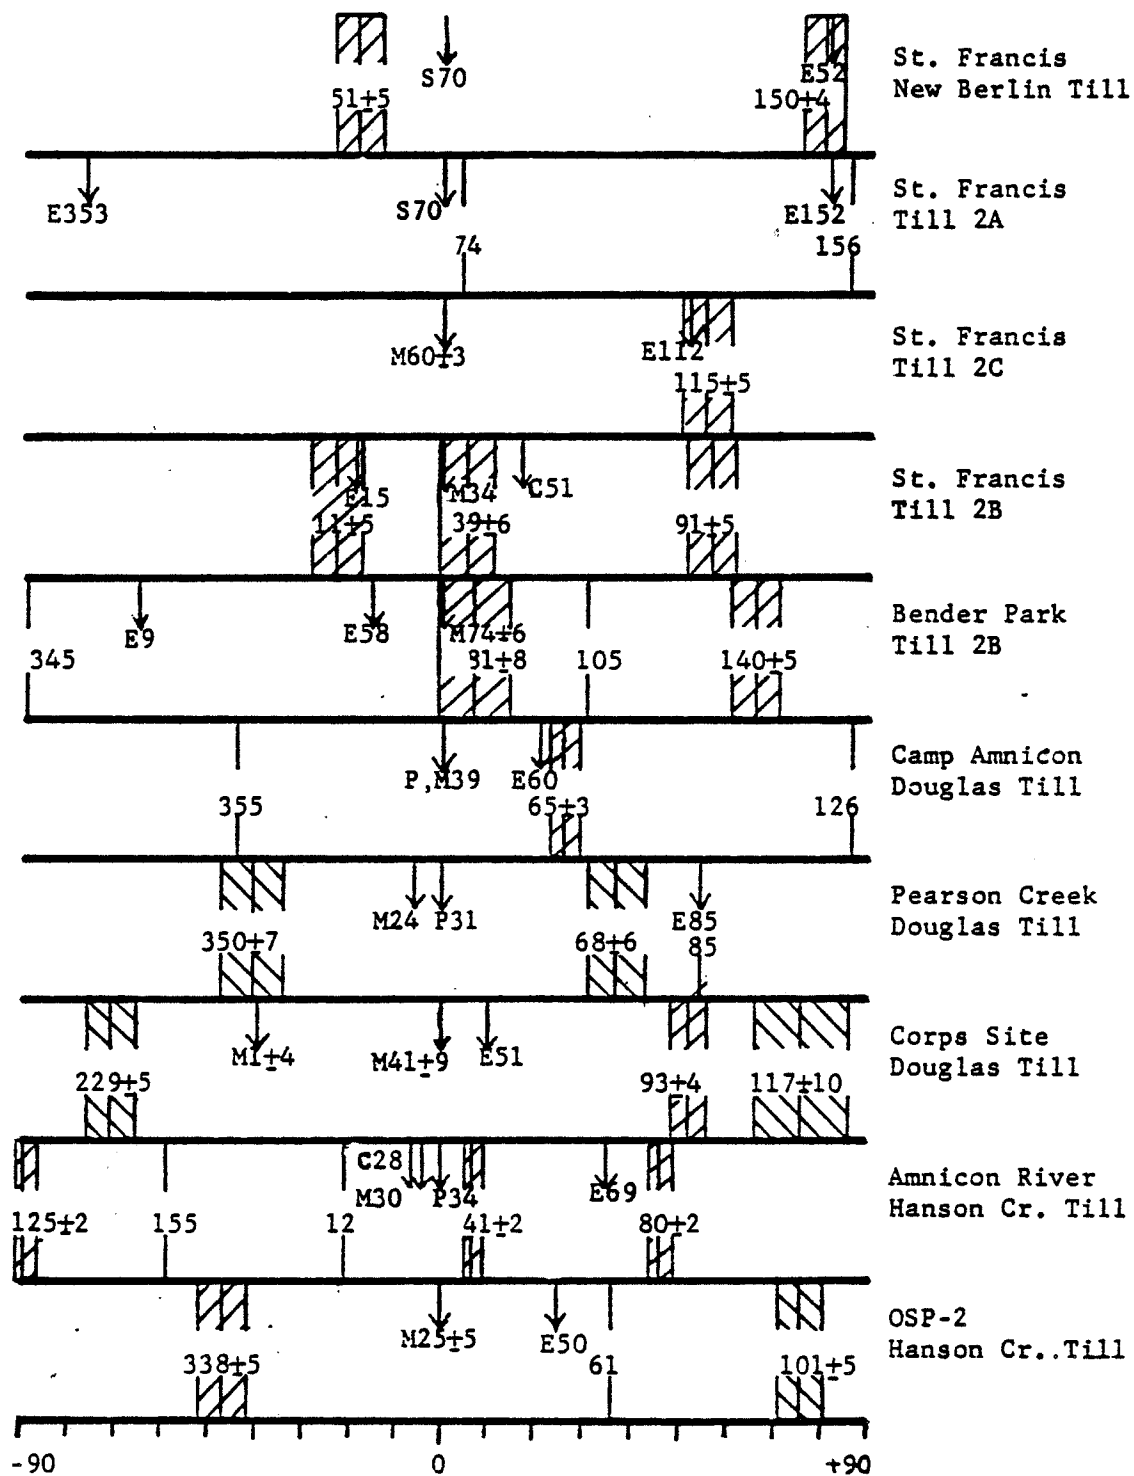 S70
E52
51±5
150±4
St. Francis
New Berlin Till
E353
S70
E152
74
156
St. Francis
Till 2A
M60±3
E112
115±5
St. Francis
Till 2C
E15
M34
C51
11±5
39±6
91±5
St. Francis
Till 2B
E9
E58
M74±6
345
81±8
105
140±5
Bender Park
Till 2B
P,M39
E60
355
65±3
126
Camp Amnicon
Douglas Till
M24
P31
E85
350±7
68±6
85
Pearson Creek
Douglas Till
M1±4
M41±9
E51
229±5
93±4
117±10
Corps Site
Douglas Till
C28
M30
P34
E69
125±2
155
12
41±2
80±2
Amnicon River
Hanson Cr. Till
M25±5
E50
338±5
61
101±5
OSP-2
Hanson Cr..Till
-90
0
+90